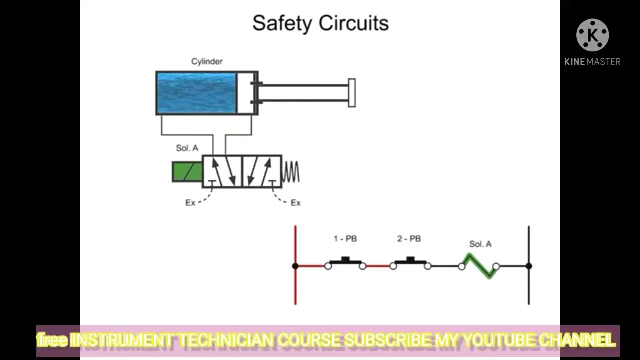 Safety Circuits
KINEMASTER
Cylinder
Sol. A
Ex
Ex
1 - PB
2 - PB
Sol. A
free INSTRUMENT TECHNICIAN COURSE SUBSCRIBE MY YOUTUBE CHANNEL